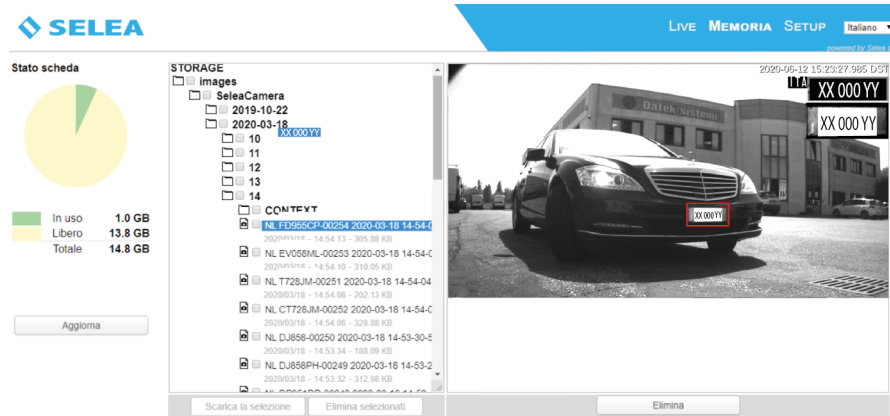 SELEA
LIVE MEMORIA SETUP Italiano
powered by Selea
Stato scheda
In uso 1.0 GB
Libero 13.8 GB
Totale 14.8 GB
Aggiorna
STORAGE
images
SeleaCamera
2019-10-22
2020-03-18
XX 000 YY
10
11
12
13
14
CONTEXT
NL FD955CP-00254 2020-03-18 14-54-0
2020/03/18 - 14:54.13 - 305.88 KB
NL EV058ML-00253 2020-03-18 14-54-0
2020/03/18 - 14:54.10 - 310.05 KB
NL T728JM-00251 2020-03-18 14-54-04
2020/03/18 - 14:54.08 - 202.13 KB
NL CT728JM-00252 2020-03-18 14-54-0
2020/03/18 - 14:54.08 - 328.88 KB
NL DJ858-00250 2020-03-18 14-53-30-5
2020/03/18 - 14:53.34 - 188.09 KB
NL DJ858PH-00249 2020-03-18 14-53-2
2020/03/18 - 14:53.32 - 312.98 KB
Scarica la selezione
Elimina selezionati
2020-06-12 15:23:27.985 DST
ITA
XX 000 YY
XX 000 YY
Datek sistemi
XX 000 YY
Elimina